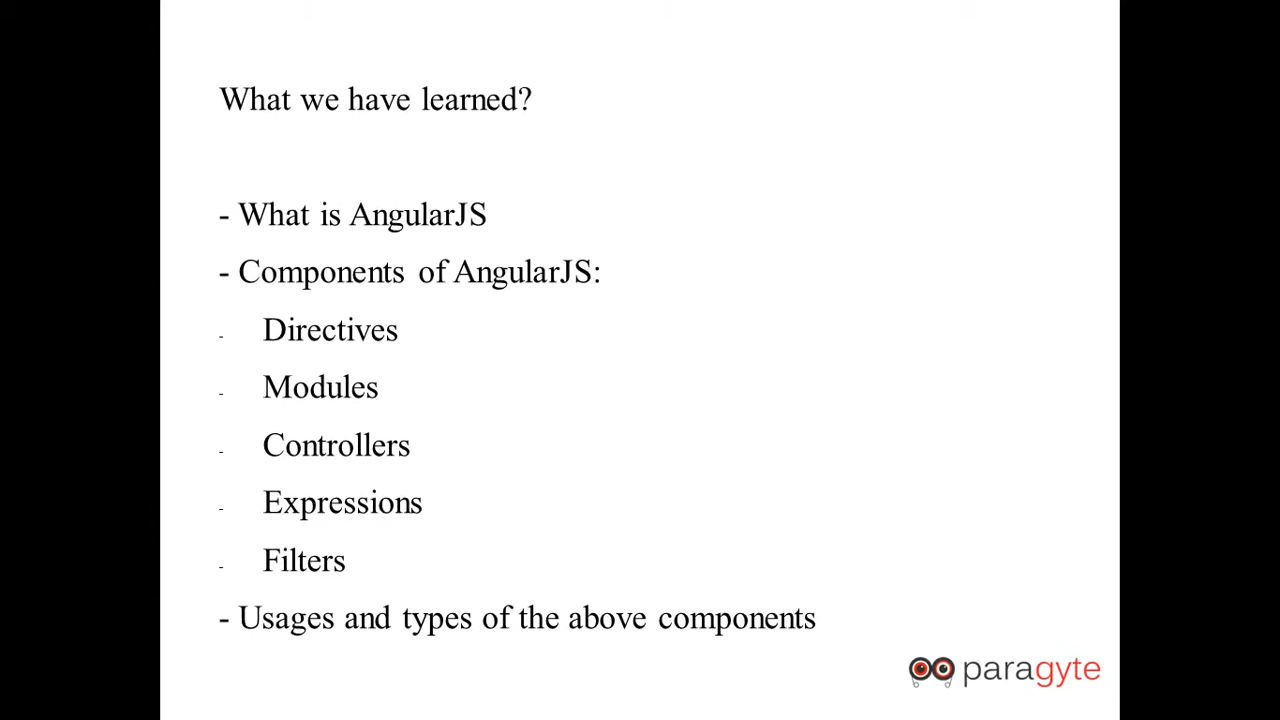 What we have learned?
- What is AngularJS
- Components of AngularJS:
- Directives
- Modules
- Controllers
- Expressions
- Filters
- Usages and types of the above components
paragyte